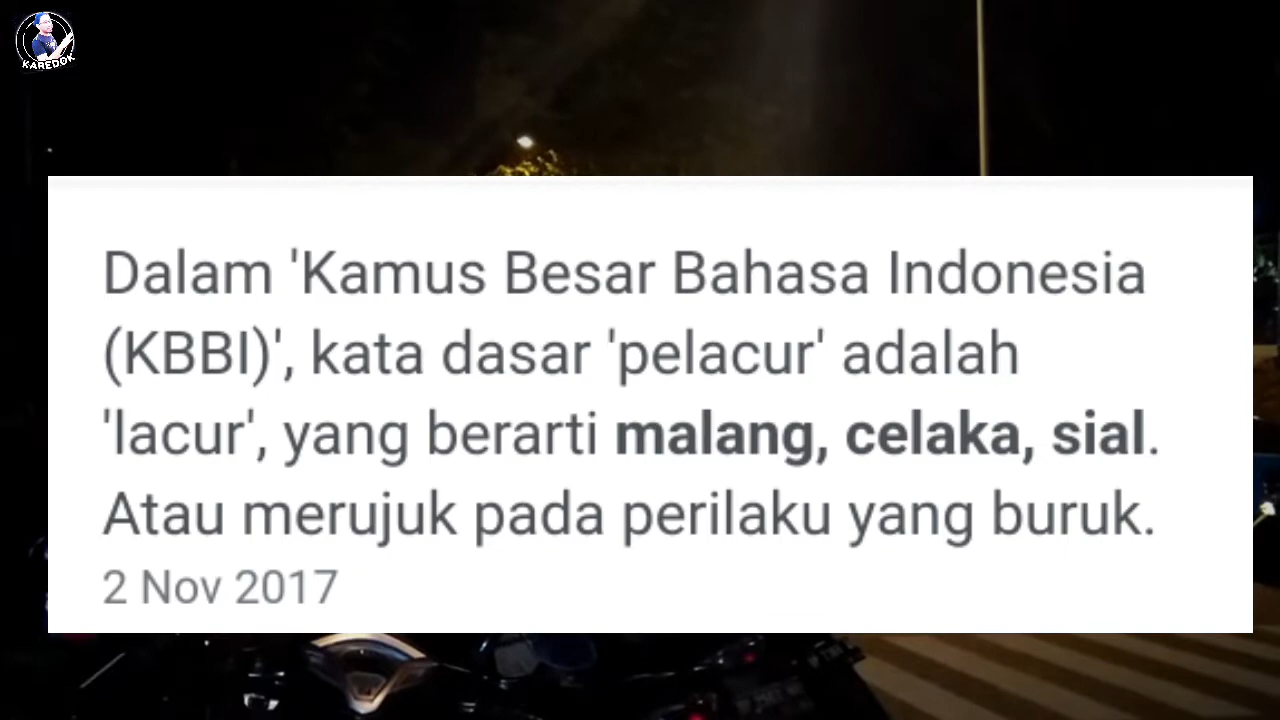 KAREDOK
Dalam 'Kamus Besar Bahasa Indonesia
(KBBI)', kata dasar 'pelacur' adalah
'lacur', yang berarti malang, celaka, sial.
Atau merujuk pada perilaku yang buruk.
2 Nov 2017